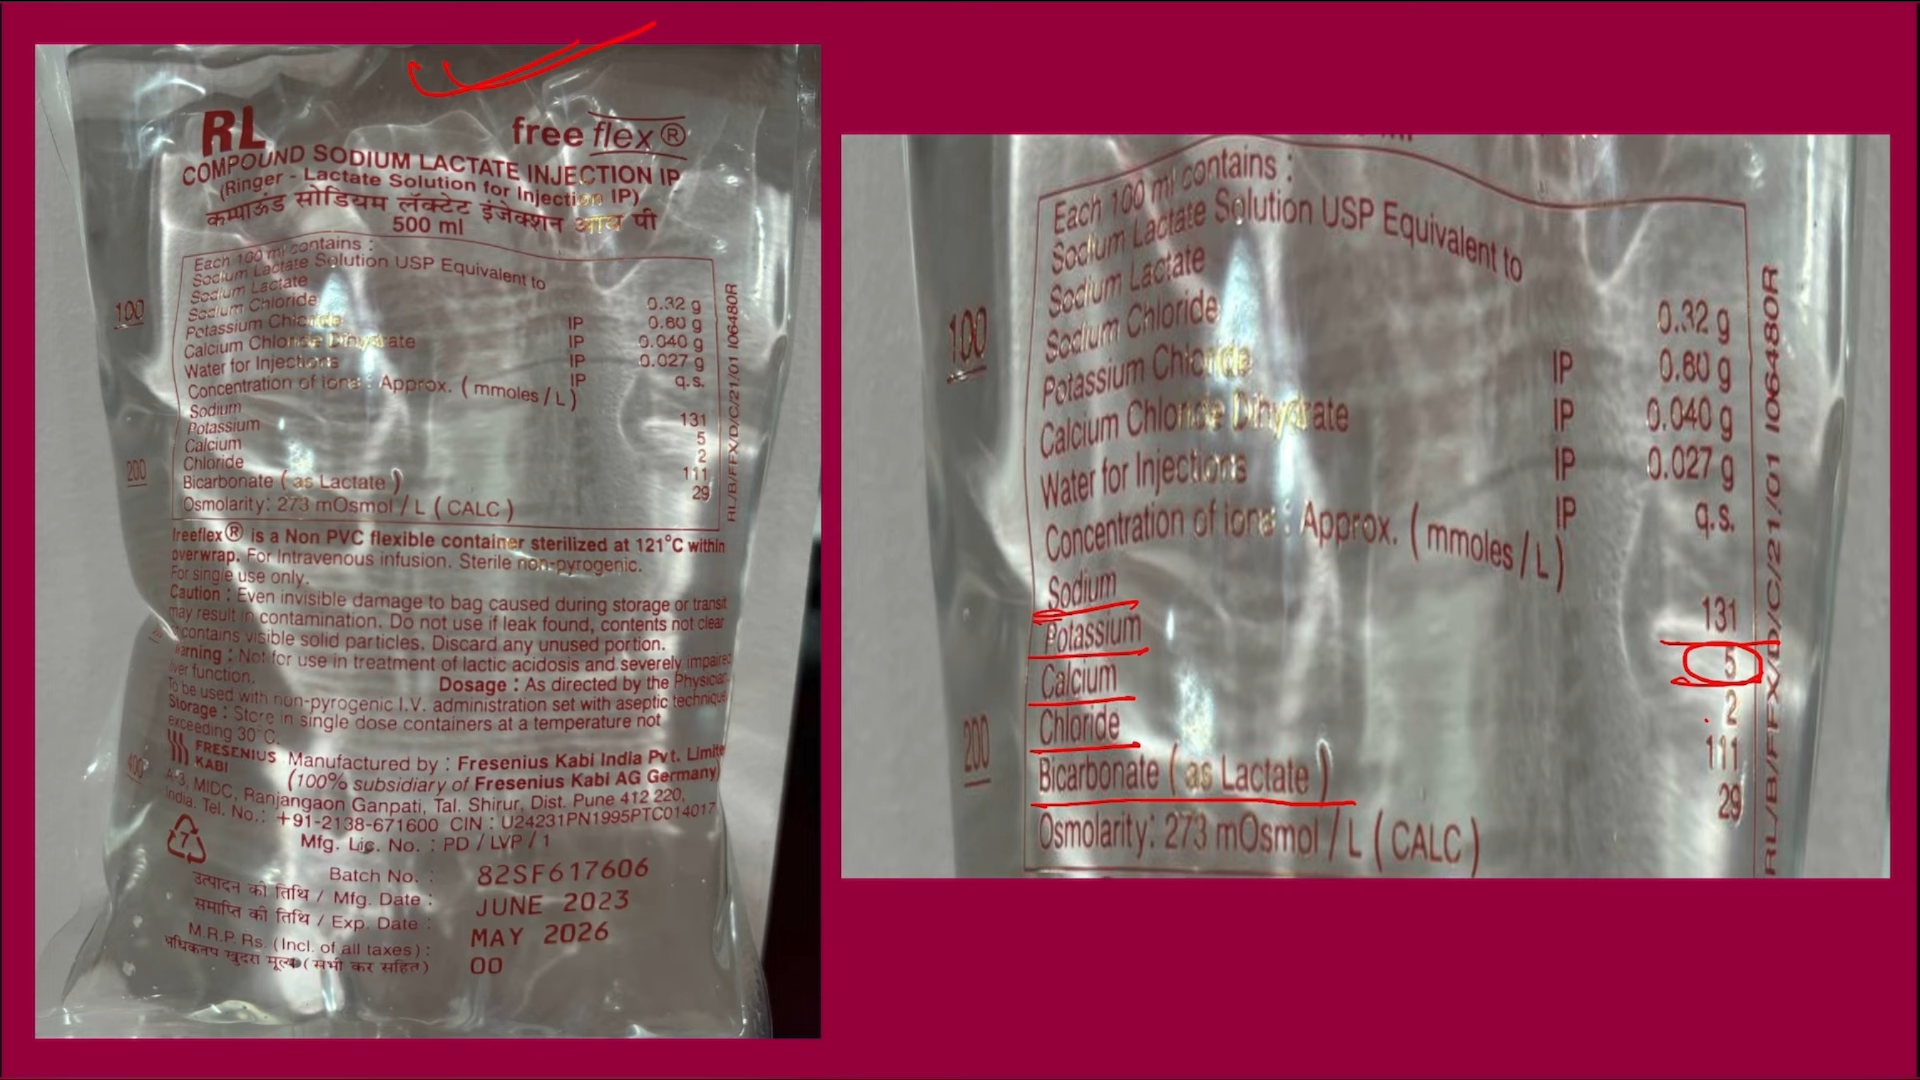 RL
free flex®
COMPOUND SODIUM LACTATE INJECTION IP
(Ringer - Lactate Solution for Injection IP)
कम्पाऊंड सोडियम लॅक्टेट इंजेक्शन आय पी
500 ml
Each 100 ml contains :
Sodium Lactate Solution USP Equivalent to
Sodium Lactate 0.32 g
Sodium Chloride IP 0.60 g
Potassium Chloride IP 0.040 g
Calcium Chloride Dihydrate IP 0.027 g
Water for Injections IP q.s.
Concentration of ions : Approx. ( mmoles / L )
Sodium 131
Potassium 5
Calcium 2
Chloride 111
Bicarbonate ( as Lactate ) 29
Osmolarity: 273 mOsmol / L ( CALC )
100
200
400
RL/B/FFX/D/C/21/01 I06480R
freeflex® is a Non PVC flexible container sterilized at 121°C within
overwrap. For Intravenous infusion. Sterile non-pyrogenic.
For single use only.
Caution : Even invisible damage to bag caused during storage or transit
may result in contamination. Do not use if leak found, contents not clear
contains visible solid particles. Discard any unused portion.
Warning : Not for use in treatment of lactic acidosis and severely impaired
liver function. Dosage : As directed by the Physician
To be used with non-pyrogenic I.V. administration set with aseptic technique
Storage : Store in single dose containers at a temperature not
exceeding 30°C.
FRESENIUS
KABI
Manufactured by : Fresenius Kabi India Pvt. Limite
(100% subsidiary of Fresenius Kabi AG Germany)
A-3, MIDC, Ranjangaon Ganpati, Tal. Shirur, Dist. Pune 412 220,
India. Tel. No.: +91-2138-671600 CIN : U24231PN1995PTC014017
Mfg. Lic. No. : PD / LVP / 1
7
Batch No. : 82SF617606
उत्पादन की तिथि / Mfg. Date : JUNE 2023
समाप्ति की तिथि / Exp. Date : MAY 2026
M.R.P. Rs. (Incl. of all taxes) : 00
अधिकतम खुदरा मूल्य (सभी कर सहित)
Each 100 ml contains :
Sodium Lactate Solution USP Equivalent to
Sodium Lactate 0.32 g
Sodium Chloride IP 0.60 g
Potassium Chloride IP 0.040 g
Calcium Chloride Dihydrate IP 0.027 g
Water for Injections IP q.s.
Concentration of ions : Approx. ( mmoles / L )
Sodium 131
Potassium 5
Calcium 2
Chloride 111
Bicarbonate ( as Lactate ) 29
Osmolarity: 273 mOsmol / L ( CALC )
100
200
RL/B/FFX/D/C/21/01 I06480R